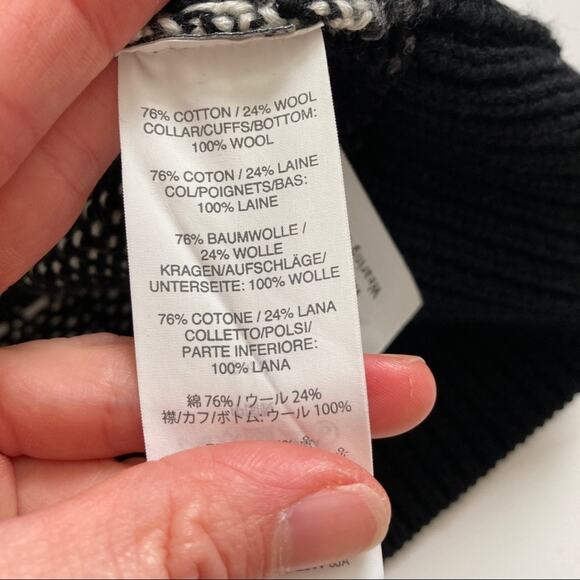 76% COTTON / 24% WOOL
COLLAR/CUFFS/BOTTOM:
100% WOOL
76% COTON / 24% LAINE
COL/POIGNETS/BAS:
100% LAINE
76% BAUMWOLLE /
24% WOLLE
KRAGEN/AUFSCHLÄGE/
UNTERSEITE: 100% WOLLE
76% COTONE / 24% LANA
COLLETTO/POLSI/
PARTE INFERIORE:
100% LANA
綿 76% / ウール 24%
襟/カフ/ボトム: ウール 100%
Wearing